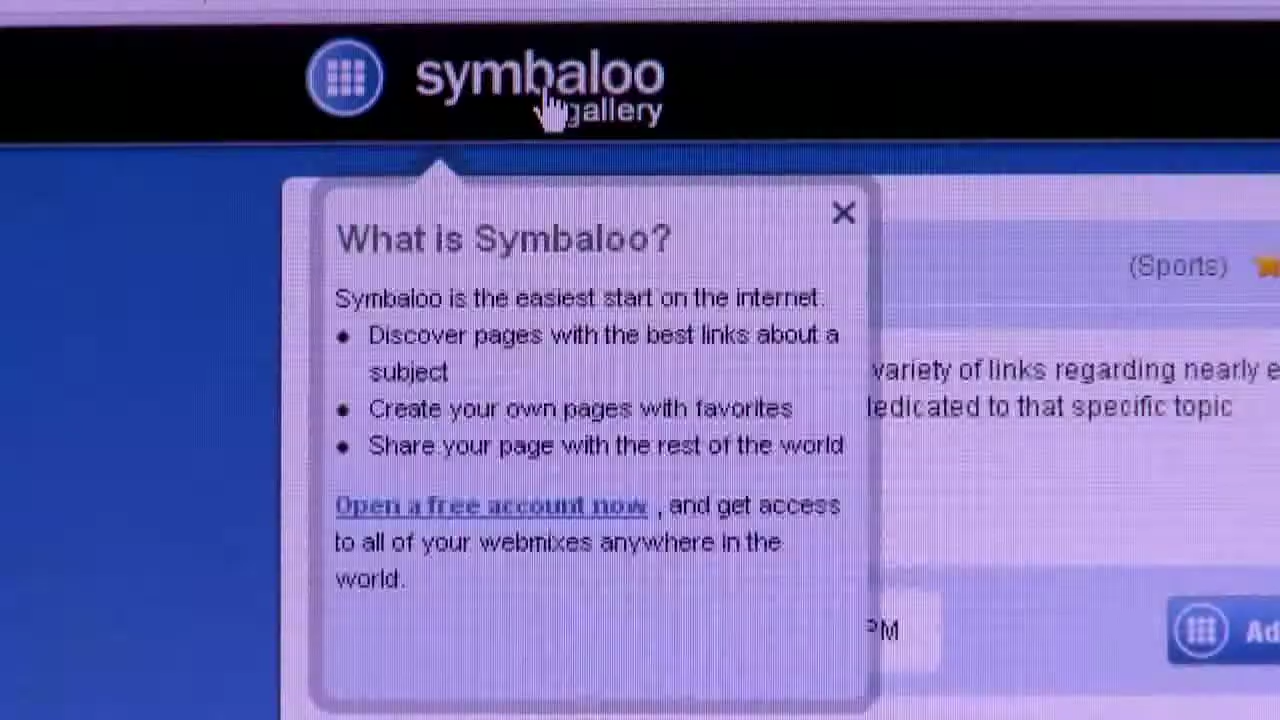 symbaloo
gallery
What is Symbaloo?
Symbaloo is the easiest start on the internet.
• Discover pages with the best links about a
subject
• Create your own pages with favorites
• Share your page with the rest of the world
Open a free account now , and get access
to all of your webmixes anywhere in the
world.
(Sports)
variety of links regarding nearly
to that specific topic
PM